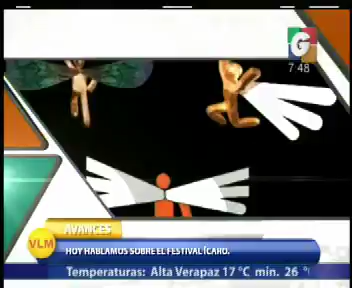 G
7 48
AVANCES
VLM
HOY HABLAMOS SOBRE EL FESTIVAL ÍCARO.
Temperaturas: Alta Verapaz 17 °C min. 26 °